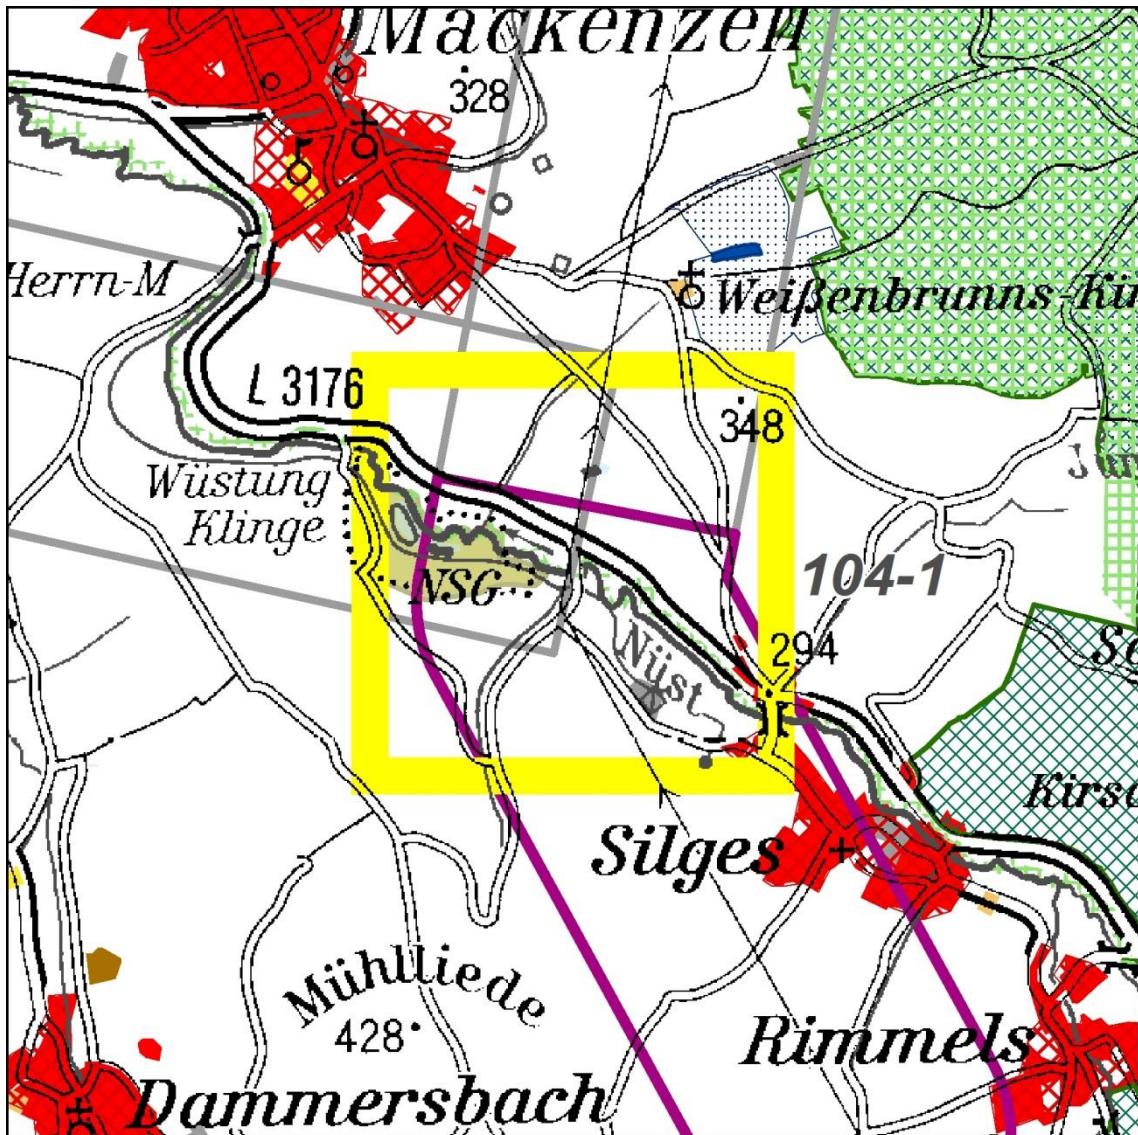 Mackenzell
328
Herrn-M
Weißenbrunns-Kir
L 3176
348
Wüstung
Klinge
104-1
NSG
294
Nüst
Kirsc
Silges
Mühlliede
428
Rimmels
Dammersbach